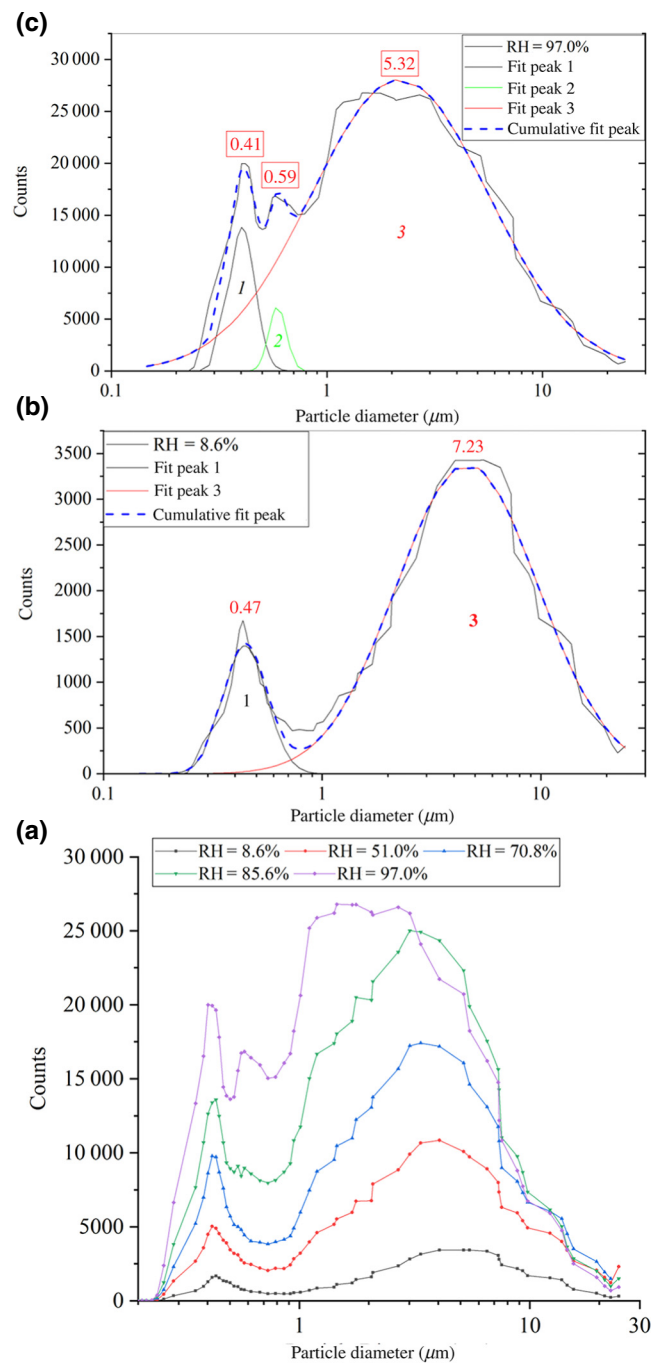 (c)
30 000
25 000
20 000
15 000
10 000
5000
0
Counts
0.41
0.59
5.32
1
2
3
RH = 97.0%
Fit peak 1
Fit peak 2
Fit peak 3
Cumulative fit peak
0.1
1
10
Particle diameter (μm)
(b)
3500
3000
2500
2000
1500
1000
500
0
Counts
RH = 8.6%
Fit peak 1
Fit peak 3
Cumulative fit peak
0.47
7.23
1
3
0.1
1
10
Particle diameter (μm)
(a)
30 000
25 000
20 000
15 000
10 000
5000
0
Counts
RH = 8.6% RH = 51.0% RH = 70.8%
RH = 85.6% RH = 97.0%
1
10
30
Particle diameter (μm)